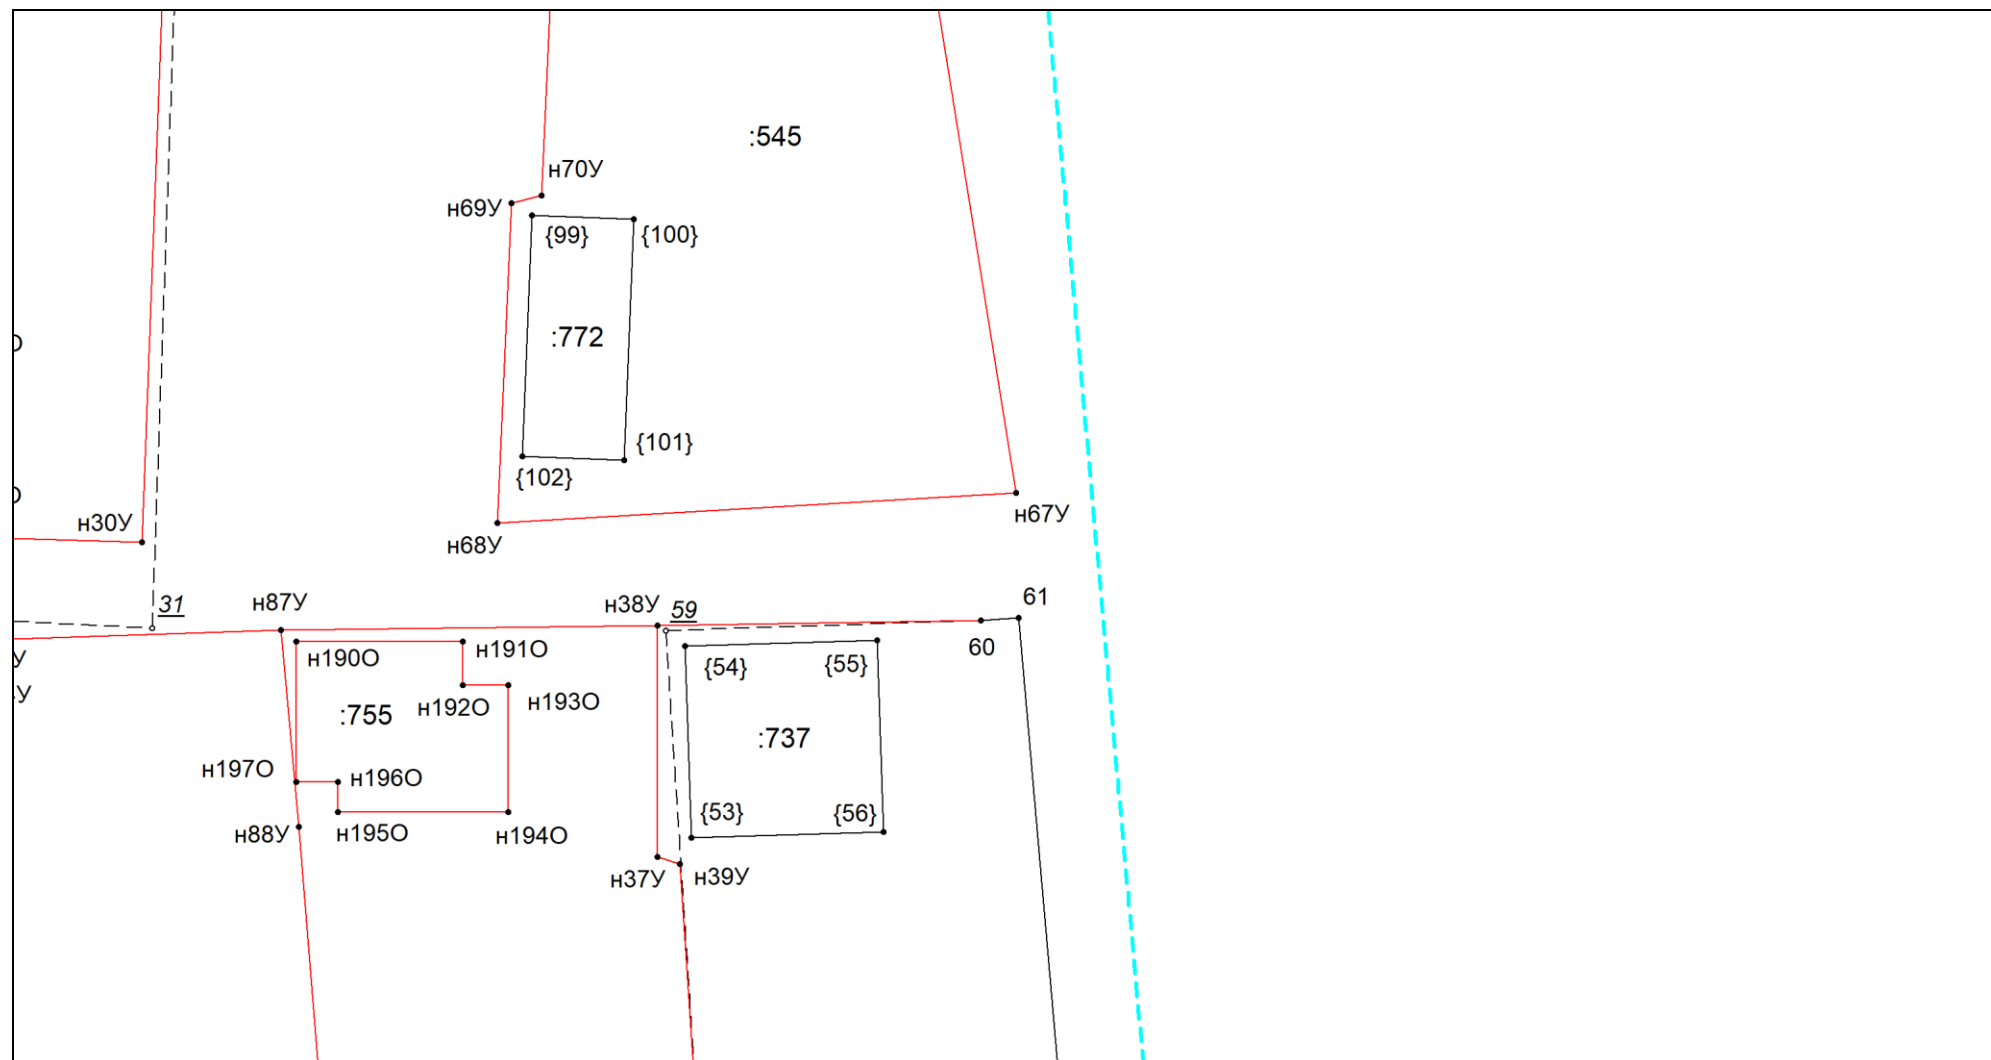 :545
н70У
н69У
{99}
{100}
:772
{101}
{102}
н30У
н67У
н68У
31
н87У
н38У
59
61
60
н190О
н191О
{54}
{55}
У
У
н192О
н193О
:755
:737
н197О
н196О
{53}
{56}
н88У
н195О
н194О
н37У
н39У